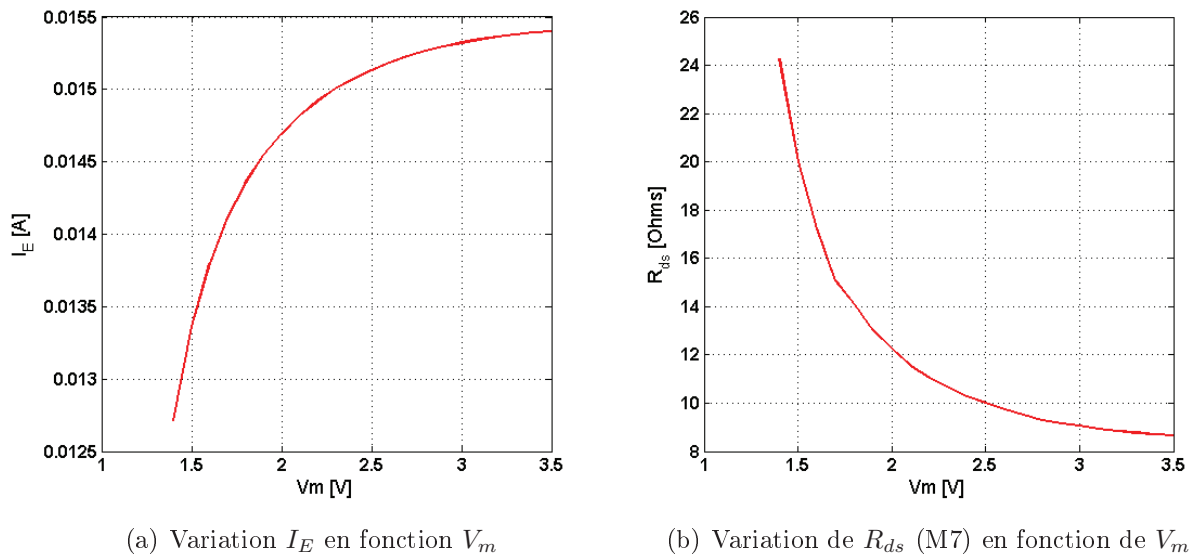 0.0155
0.015
0.0145
0.014
0.0135
0.013
0.0125
I_E [A]
1 1.5 2 2.5 3 3.5
Vm [V]
(a) Variation I_E en fonction V_m
26
24
22
20
18
16
14
12
10
8
R_ds [Ohms]
1 1.5 2 2.5 3 3.5
Vm [V]
(b) Variation de R_ds (M7) en fonction de V_m